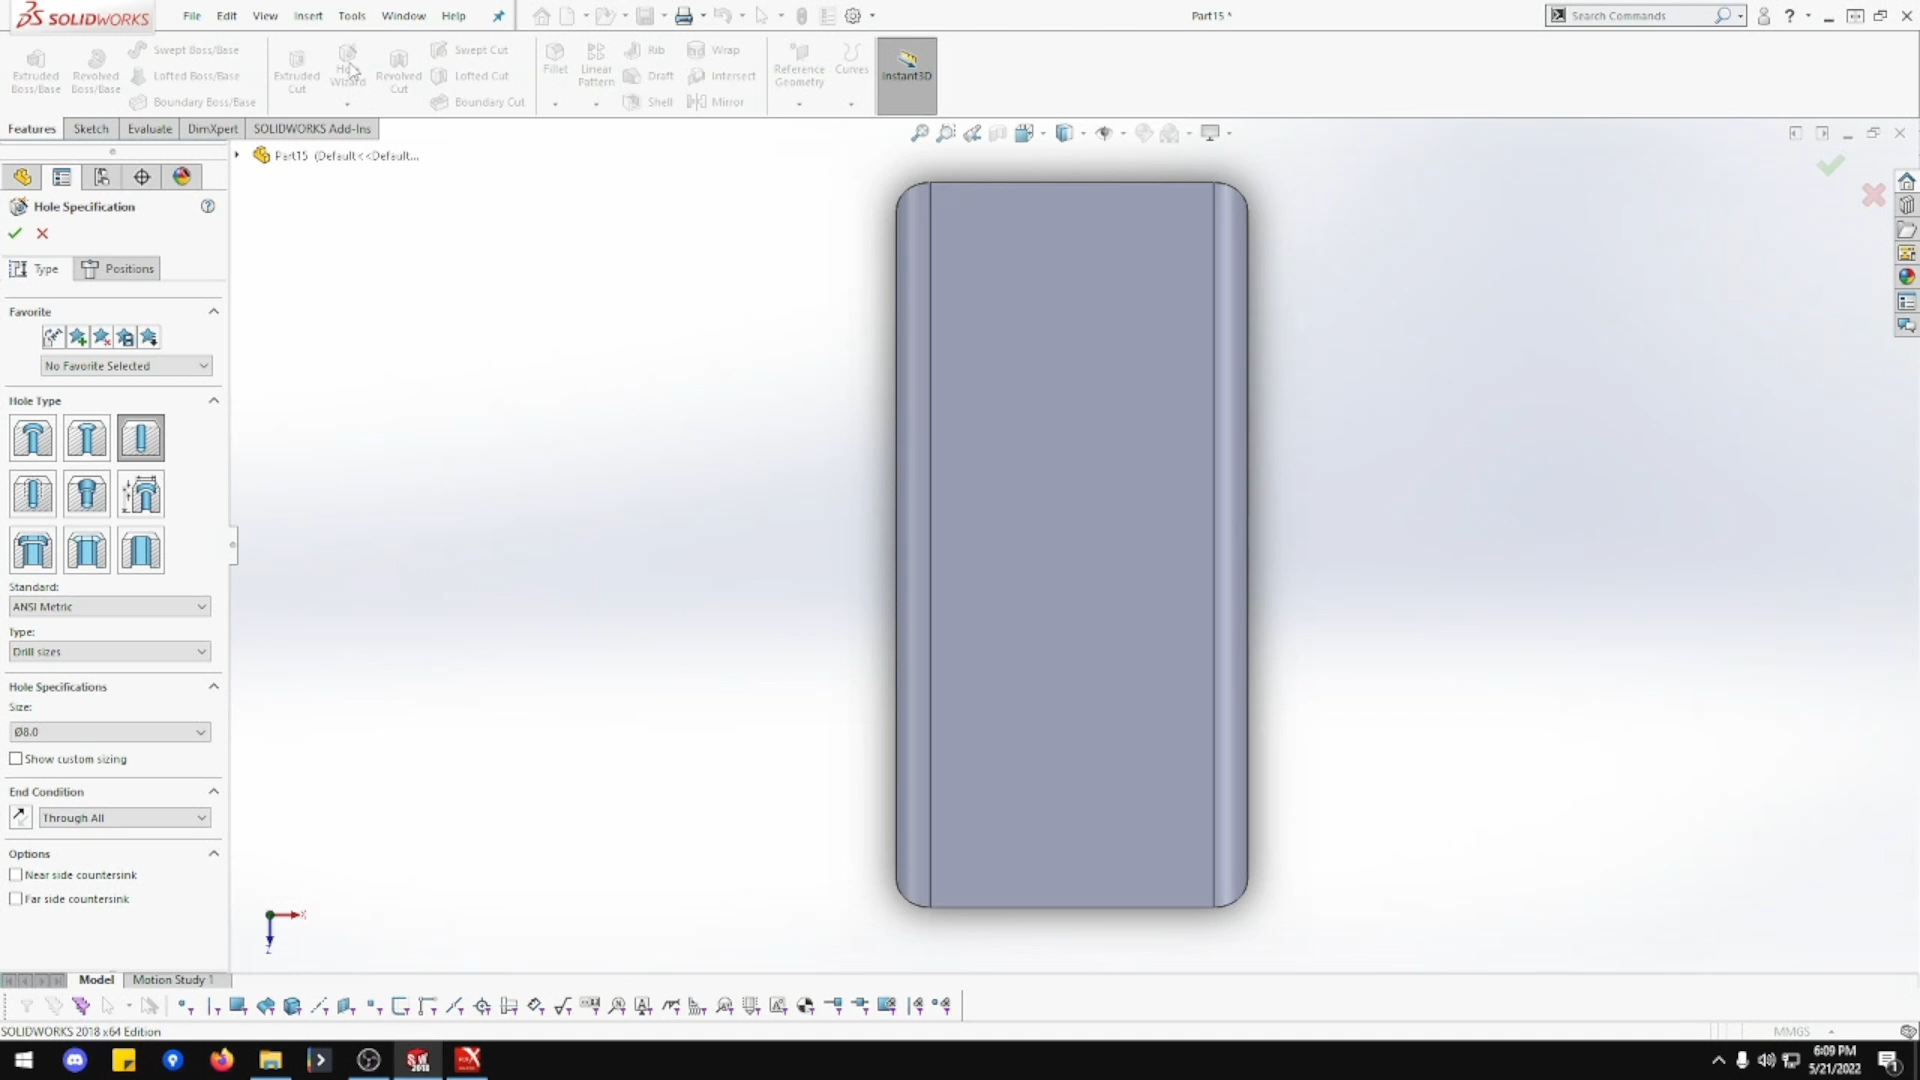 SOLIDWORKS
File Edit View Insert Tools Window Help
Part15 *
Search Commands
Extruded Boss/Base
Revolved Boss/Base
Swept Boss/Base
Lofted Boss/Base
Boundary Boss/Base
Extruded Cut
Wizard
Revolved Cut
Swept Cut
Lofted Cut
Boundary Cut
Fillet
Linear Pattern
Rib
Draft
Shell
Wrap
Intersect
Mirror
Reference Geometry
Curves
Instant3D
Features Sketch Evaluate DimXpert SOLIDWORKS Add-Ins
Part15 (Default<<Default...
Hole Specification
Type Positions
Favorite
No Favorite Selected
Hole Type
Standard:
ANSI Metric
Type:
Drill sizes
Hole Specifications
Size:
Ø8.0
Show custom sizing
End Condition
Through All
Options
Near side countersink
Far side countersink
Model Motion Study 1
SOLIDWORKS 2018 x64 Edition
MMGS
6:09 PM
5/21/2022